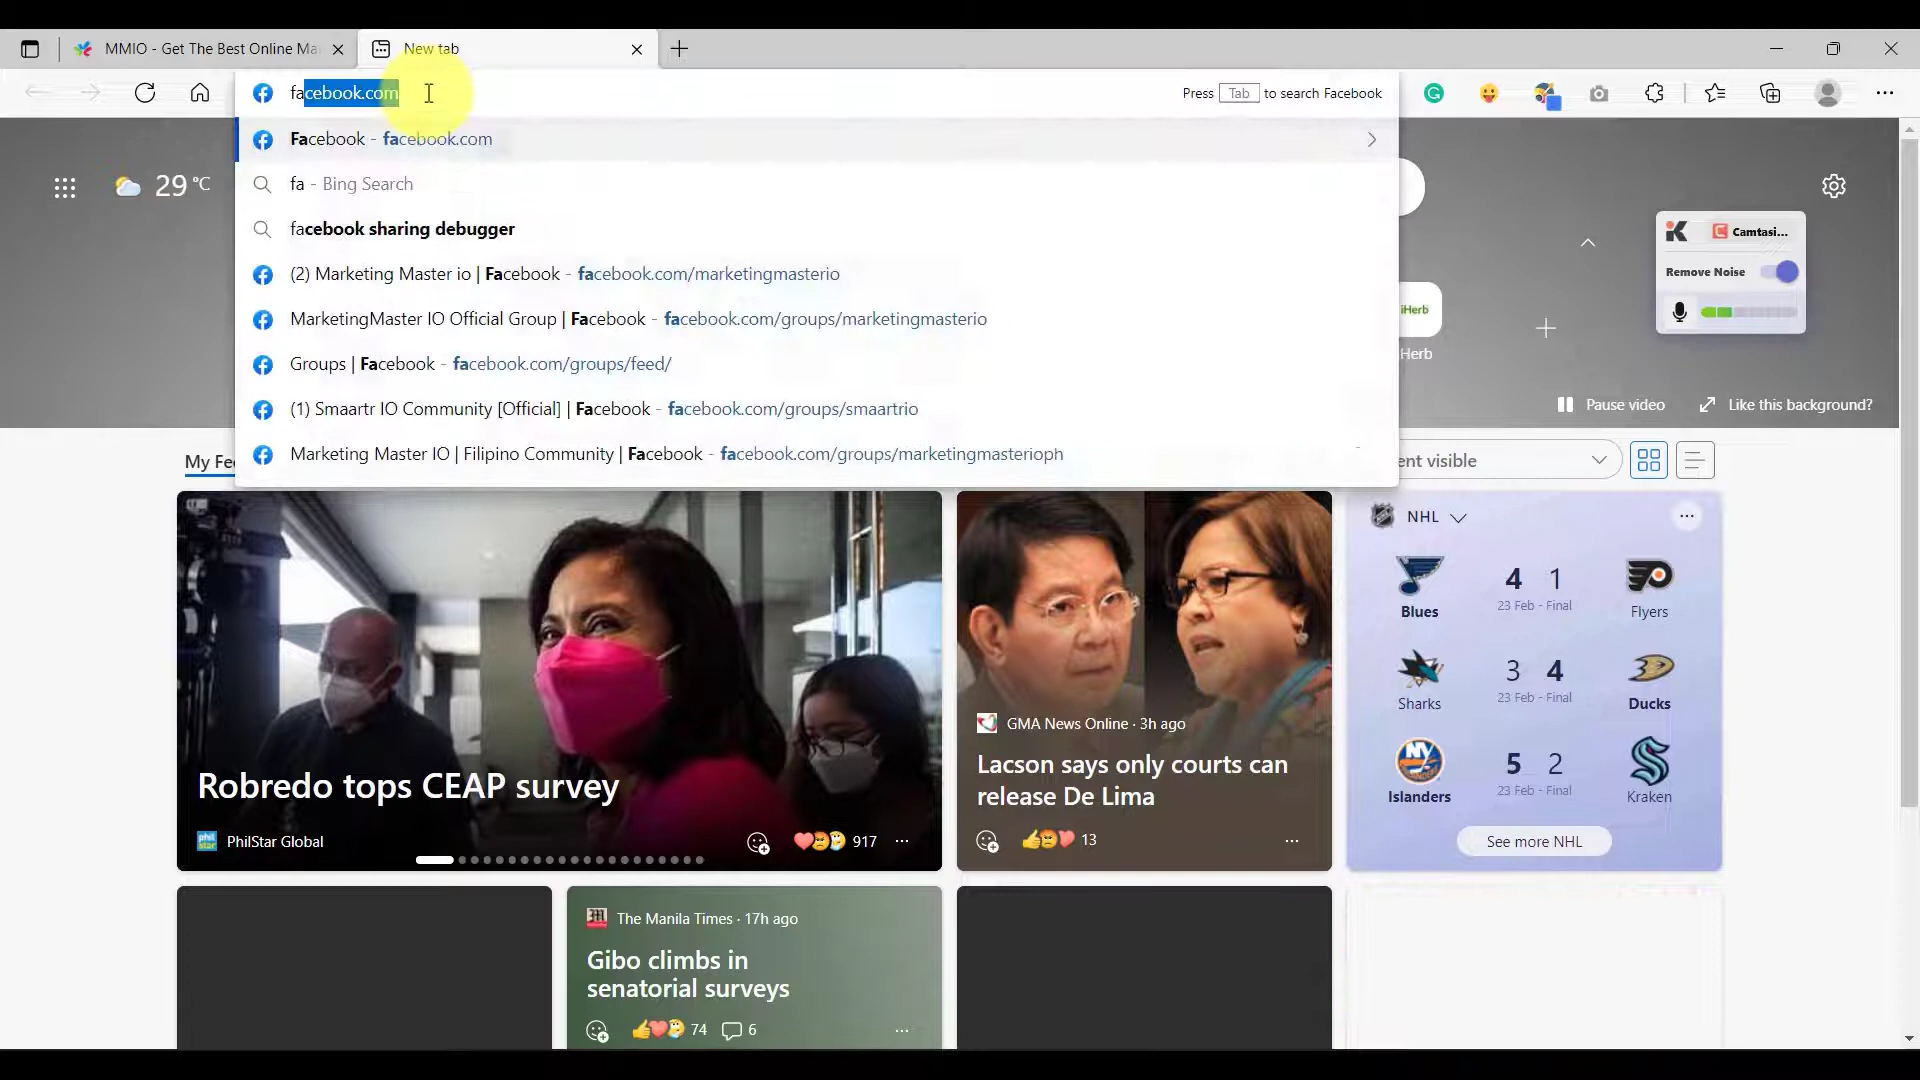 MMIO - Get The Best Online Ma
New tab
facebook.com
Press Tab to search Facebook
Facebook - facebook.com
fa - Bing Search
facebook sharing debugger
(2) Marketing Master io | Facebook - facebook.com/marketingmasterio
MarketingMaster IO Official Group | Facebook - facebook.com/groups/marketingmasterio
Groups | Facebook - facebook.com/groups/feed/
(1) Smaartr IO Community [Official] | Facebook - facebook.com/groups/smaartrio
Marketing Master IO | Filipino Community | Facebook - facebook.com/groups/marketingmasterioph
29 °C
Camtasi...
Remove Noise
iHerb
Herb
Pause video
Like this background?
My Fe
ent visible
Robredo tops CEAP survey
phil star
PhilStar Global
917
GMA News Online · 3h ago
Lacson says only courts can
release De Lima
13
NHL
4 1
23 Feb - Final
Blues
Flyers
3 4
23 Feb - Final
Sharks
Ducks
NY
5 2
23 Feb - Final
Islanders
Kraken
See more NHL
The Manila Times · 17h ago
Gibo climbs in
senatorial surveys
74
6